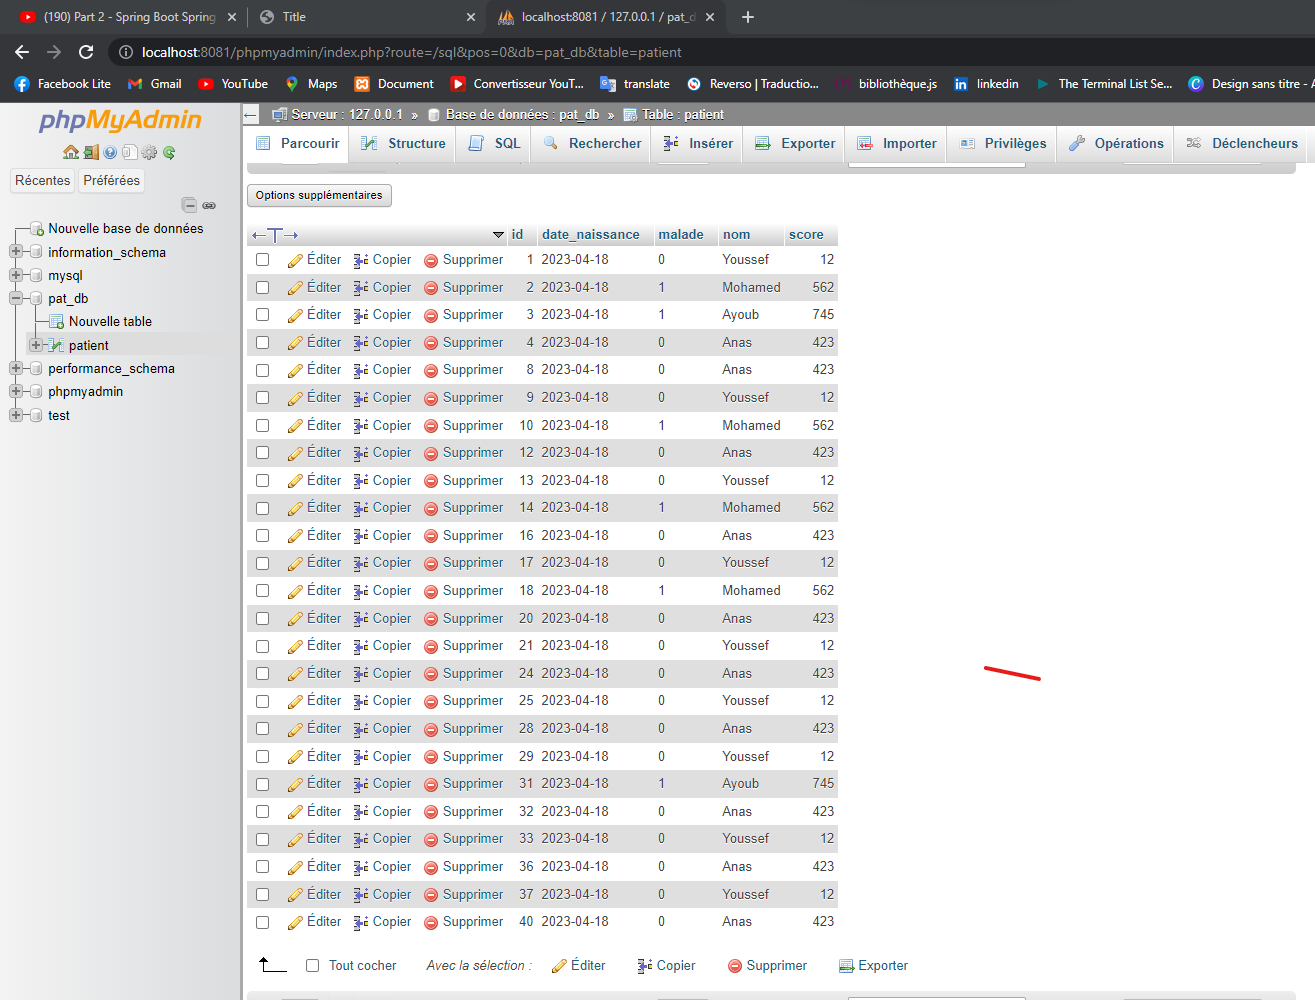 (190) Part 2 - Spring Boot Spring
Title
localhost:8081 / 127.0.0.1 / pat_d
localhost:8081/phpmyadmin/index.php?route=/sql&pos=0&db=pat_db&table=patient
Facebook Lite Gmail YouTube Maps Document Convertisseur YouT... translate Reverso | Traductio... bibliothèque.js linkedin The Terminal List Se... Design sans titre -
phpMyAdmin
Récentes Préférées
Nouvelle base de données
information_schema
mysql
pat_db
Nouvelle table
patient
performance_schema
phpmyadmin
test
Serveur : 127.0.0.1 » Base de données : pat_db » Table : patient
Parcourir Structure SQL Rechercher Insérer Exporter Importer Privilèges Opérations Déclencheurs
Options supplémentaires
id date_naissance malade nom score
Éditer Copier Supprimer 1 2023-04-18 0 Youssef 12
Éditer Copier Supprimer 2 2023-04-18 1 Mohamed 562
Éditer Copier Supprimer 3 2023-04-18 1 Ayoub 745
Éditer Copier Supprimer 4 2023-04-18 0 Anas 423
Éditer Copier Supprimer 8 2023-04-18 0 Anas 423
Éditer Copier Supprimer 9 2023-04-18 0 Youssef 12
Éditer Copier Supprimer 10 2023-04-18 1 Mohamed 562
Éditer Copier Supprimer 12 2023-04-18 0 Anas 423
Éditer Copier Supprimer 13 2023-04-18 0 Youssef 12
Éditer Copier Supprimer 14 2023-04-18 1 Mohamed 562
Éditer Copier Supprimer 16 2023-04-18 0 Anas 423
Éditer Copier Supprimer 17 2023-04-18 0 Youssef 12
Éditer Copier Supprimer 18 2023-04-18 1 Mohamed 562
Éditer Copier Supprimer 20 2023-04-18 0 Anas 423
Éditer Copier Supprimer 21 2023-04-18 0 Youssef 12
Éditer Copier Supprimer 24 2023-04-18 0 Anas 423
Éditer Copier Supprimer 25 2023-04-18 0 Youssef 12
Éditer Copier Supprimer 28 2023-04-18 0 Anas 423
Éditer Copier Supprimer 29 2023-04-18 0 Youssef 12
Éditer Copier Supprimer 31 2023-04-18 1 Ayoub 745
Éditer Copier Supprimer 32 2023-04-18 0 Anas 423
Éditer Copier Supprimer 33 2023-04-18 0 Youssef 12
Éditer Copier Supprimer 36 2023-04-18 0 Anas 423
Éditer Copier Supprimer 37 2023-04-18 0 Youssef 12
Éditer Copier Supprimer 40 2023-04-18 0 Anas 423
Tout cocher Avec la sélection : Éditer Copier Supprimer Exporter